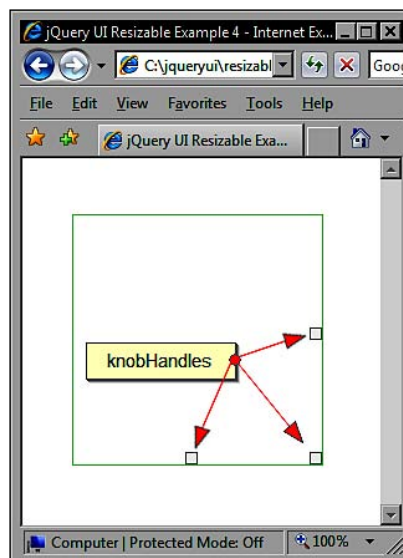 jQuery UI Resizable Example 4 - Internet Ex...
C:\jqueryui\resizabl
Goog
File Edit View Favorites Tools Help
jQuery UI Resizable Exa...
knobHandles
Computer | Protected Mode: Off 100%